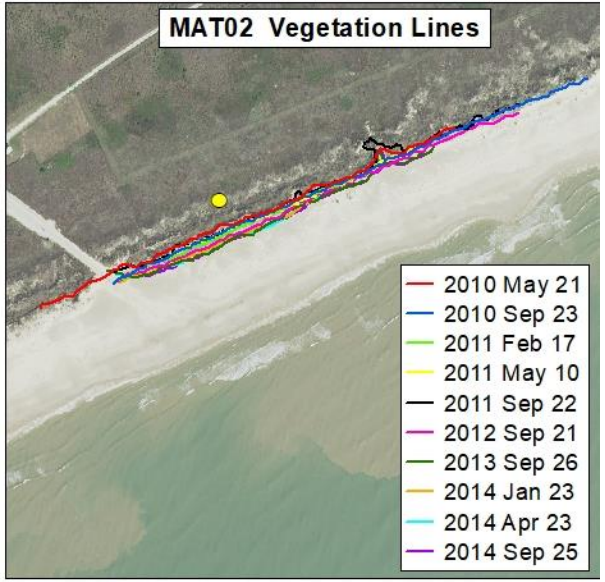 MAT02 Vegetation Lines
2010 May 21
2010 Sep 23
2011 Feb 17
2011 May 10
2011 Sep 22
2012 Sep 21
2013 Sep 26
2014 Jan 23
2014 Apr 23
2014 Sep 25